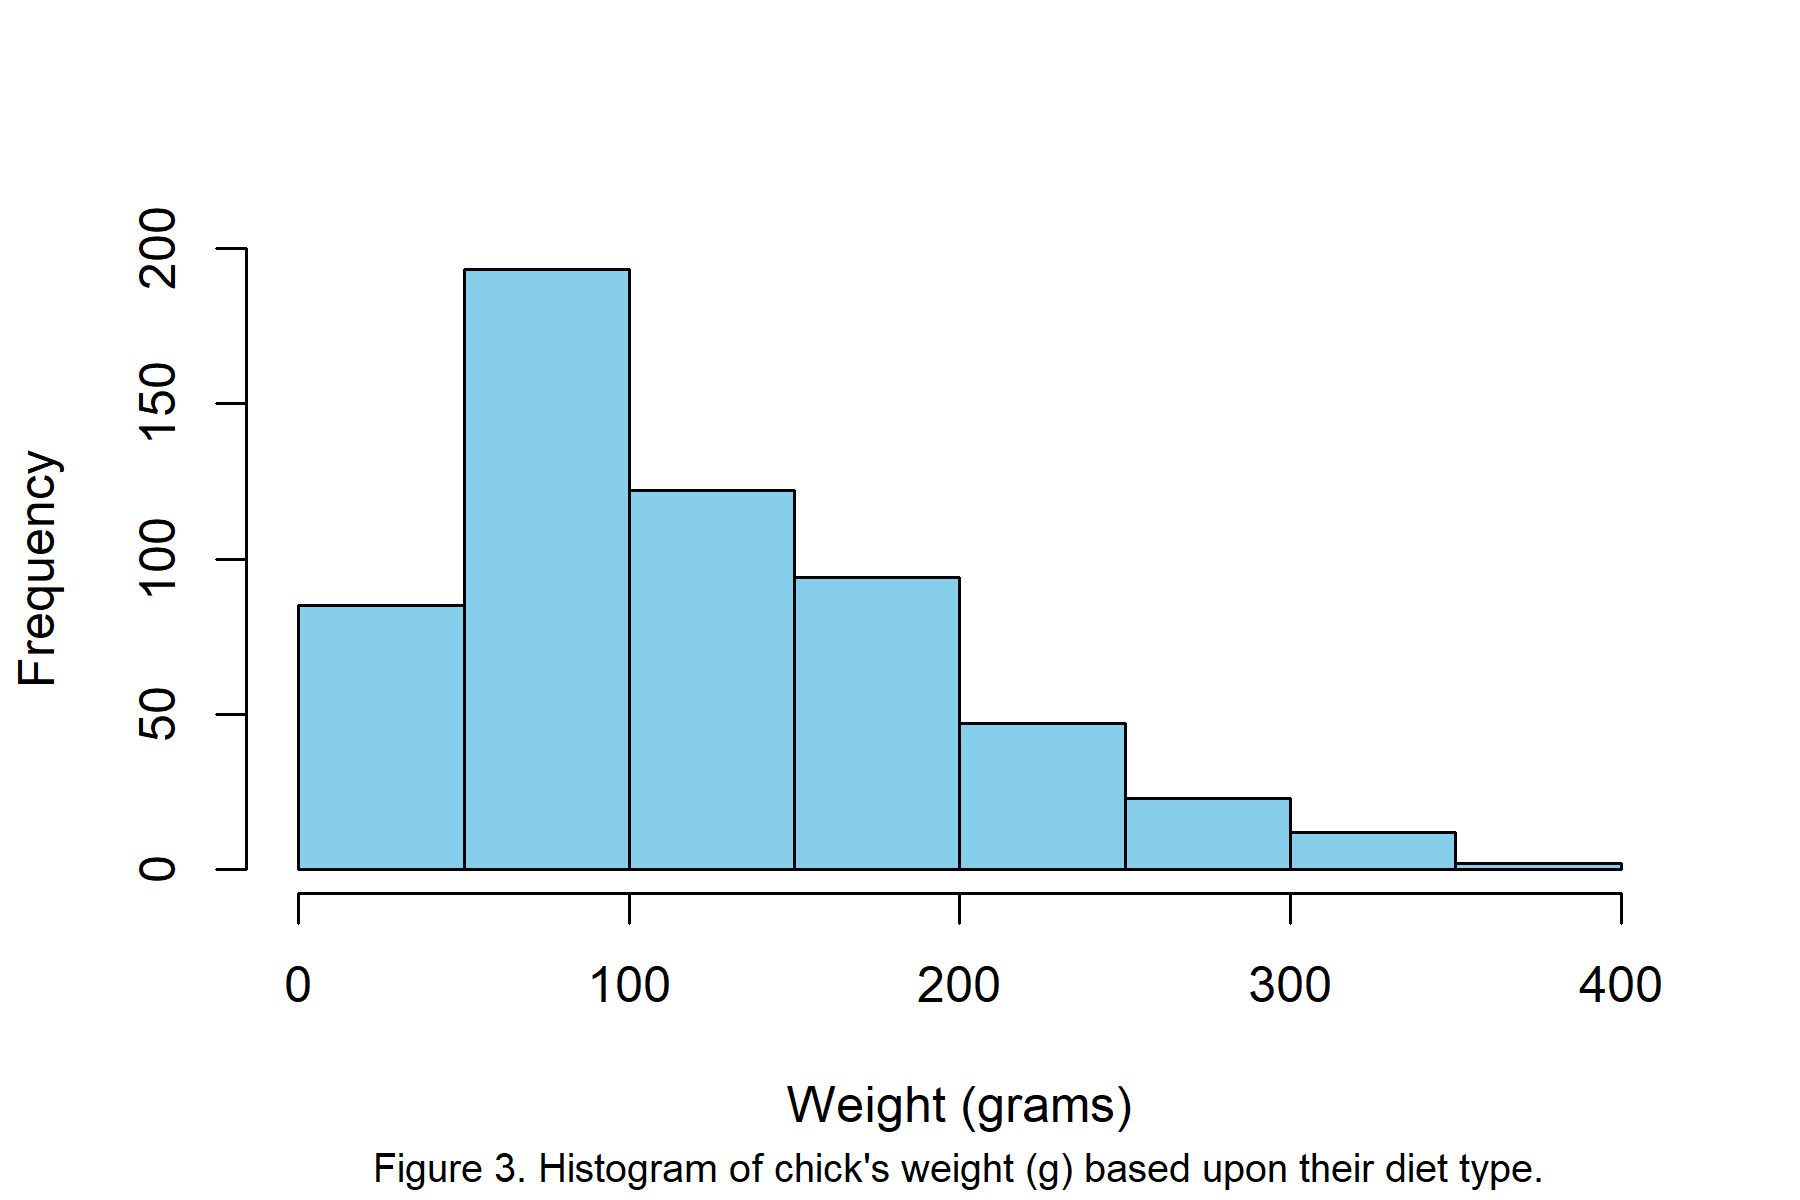 200
150
100
50
0
Frequency
0 100 200 300 400
Weight (grams)
Figure 3. Histogram of chick's weight (g) based upon their diet type.